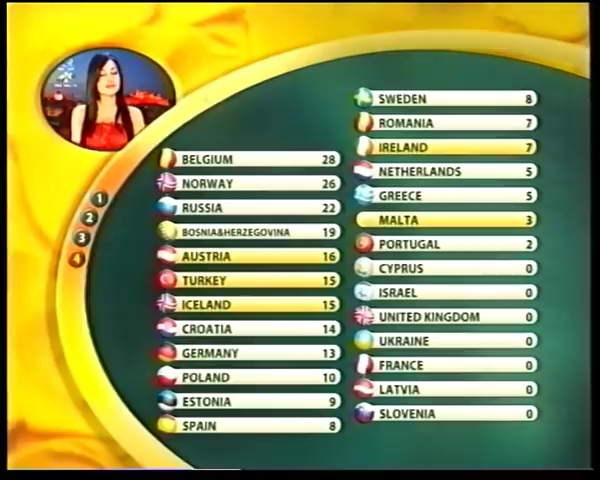 1
2
3
4
BELGIUM 28
NORWAY 26
RUSSIA 22
BOSNIA&HERZEGOVINA 19
AUSTRIA 16
TURKEY 15
ICELAND 15
CROATIA 14
GERMANY 13
POLAND 10
ESTONIA 9
SPAIN 8
SWEDEN 8
ROMANIA 7
IRELAND 7
NETHERLANDS 5
GREECE 5
MALTA 3
PORTUGAL 2
CYPRUS 0
ISRAEL 0
UNITED KINGDOM 0
UKRAINE 0
FRANCE 0
LATVIA 0
SLOVENIA 0